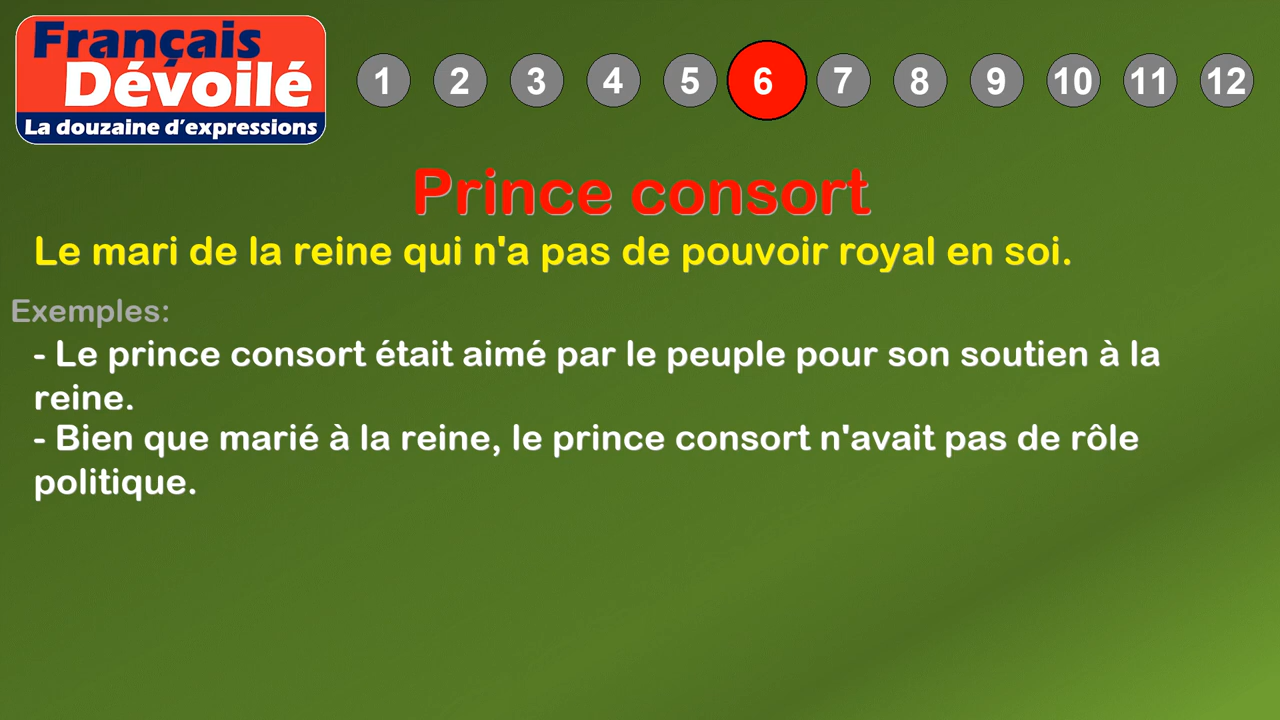 Français
Dévoilé
La douzaine d'expressions
1 2 3 4 5 6 7 8 9 10 11 12
Prince consort
Le mari de la reine qui n'a pas de pouvoir royal en soi.
Exemples:
- Le prince consort était aimé par le peuple pour son soutien à la
reine.
- Bien que marié à la reine, le prince consort n'avait pas de rôle
politique.